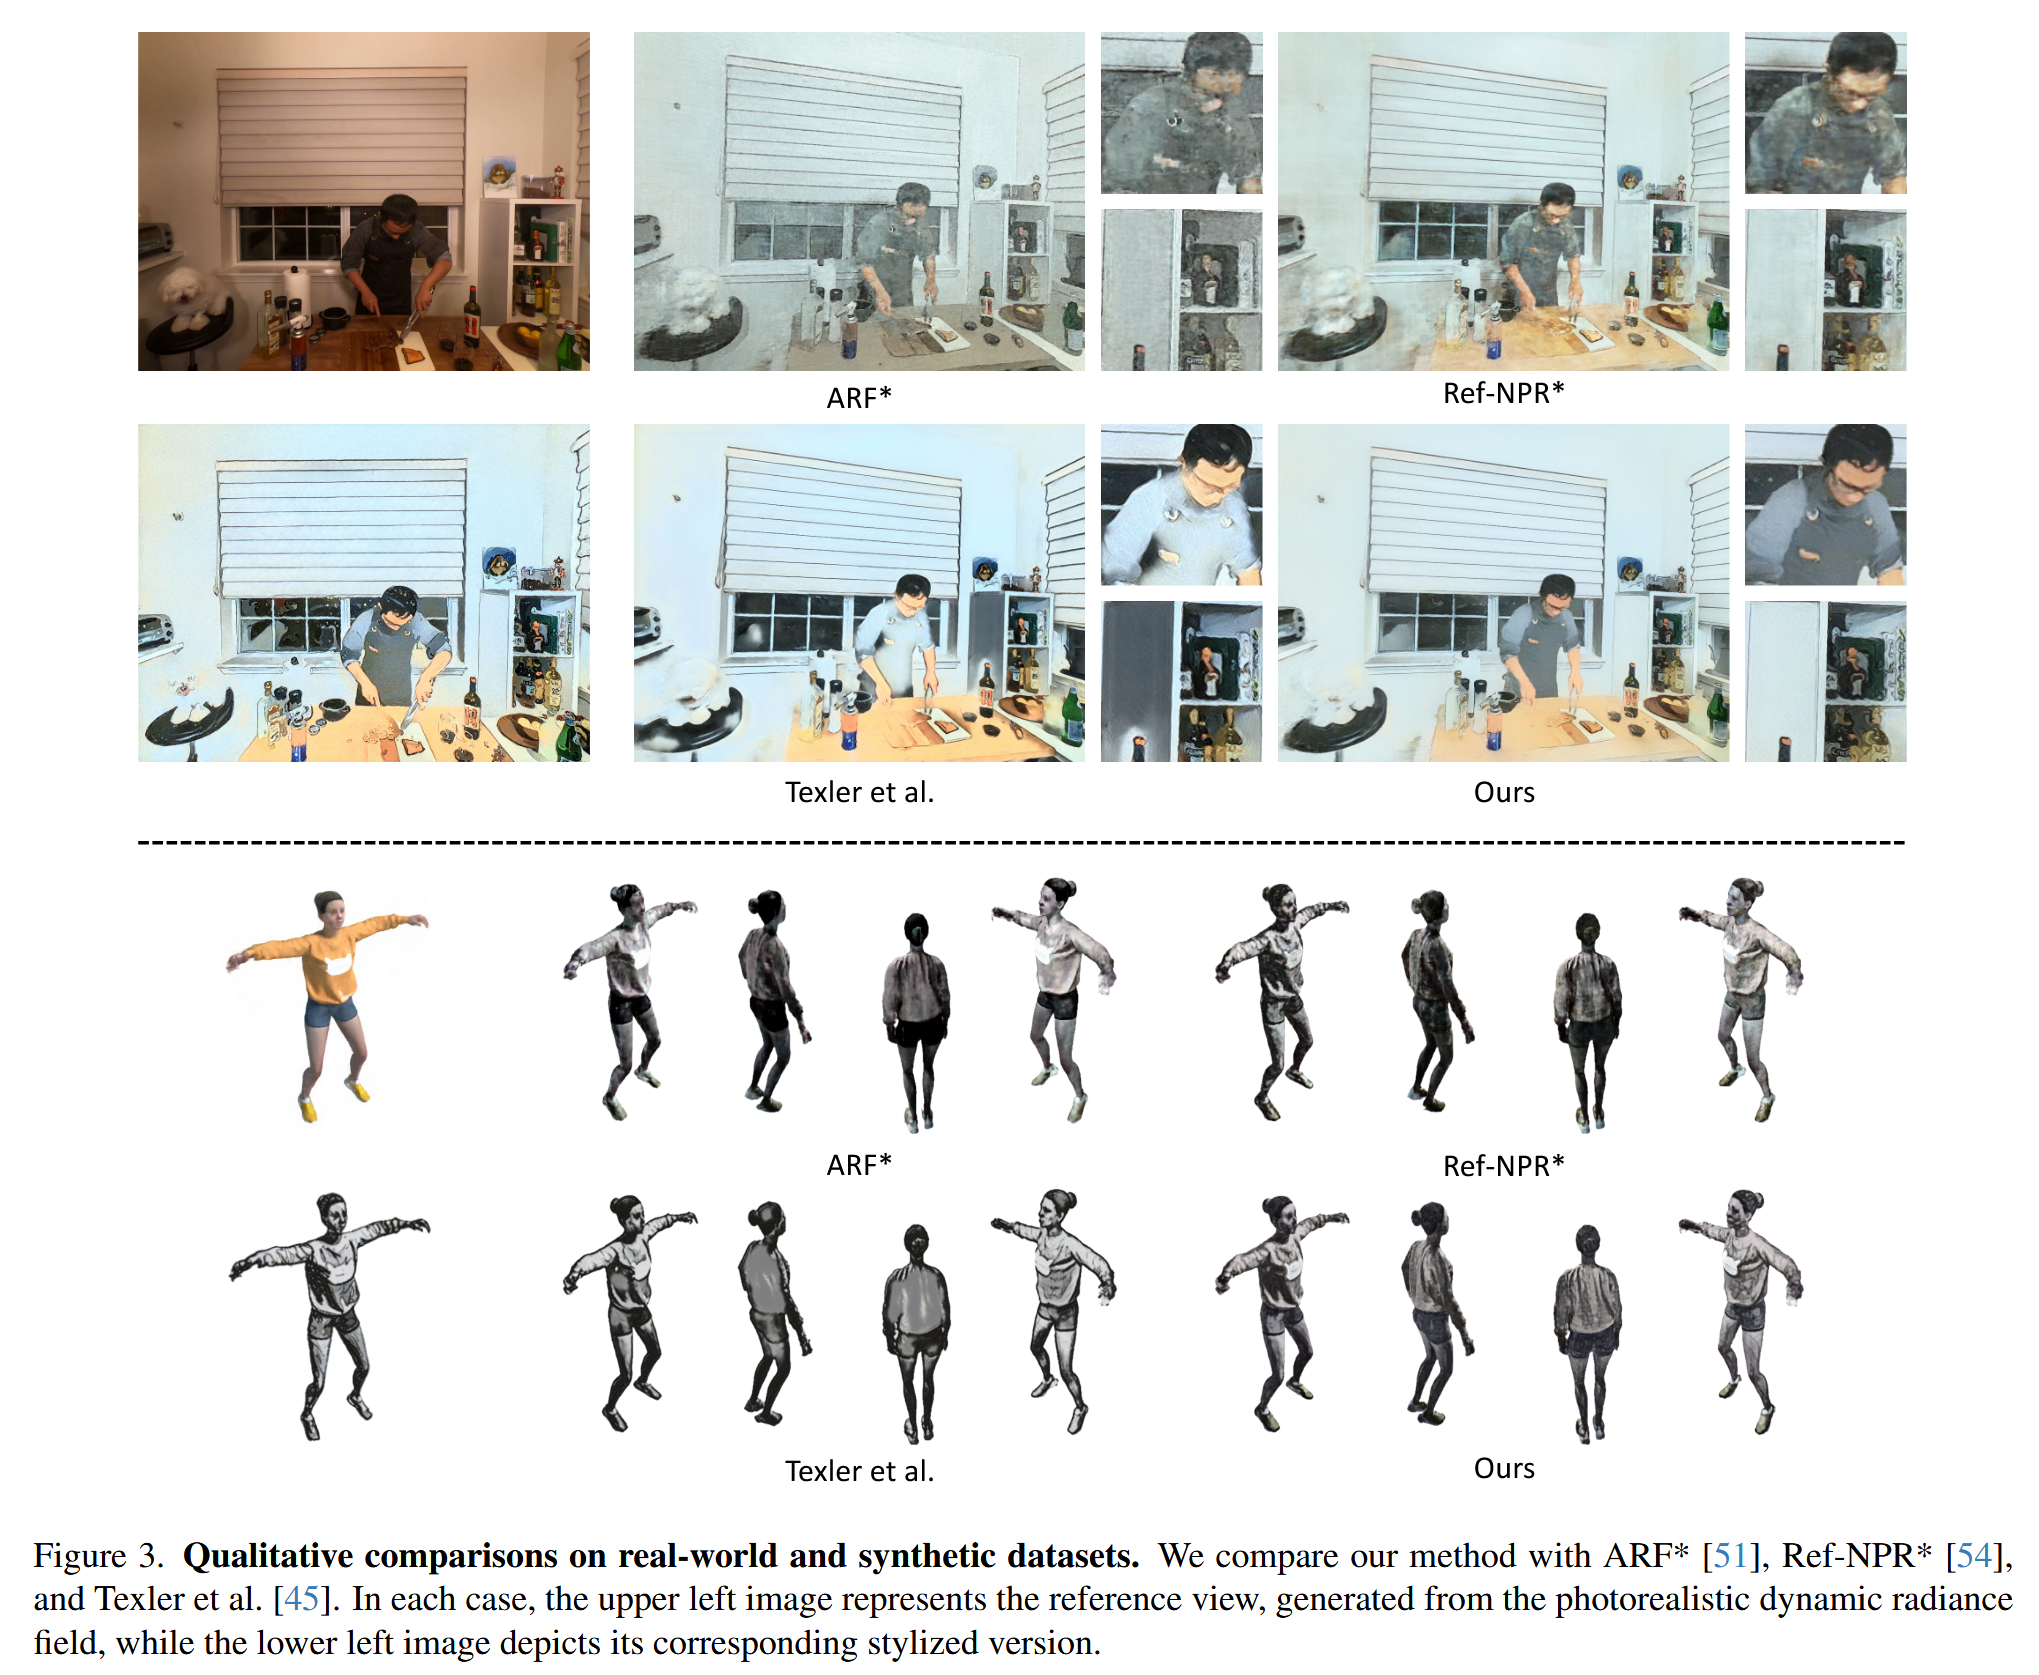 ARF*
Ref-NPR*
Texler et al.
Ours
ARF*
Ref-NPR*
Texler et al.
Ours
Figure 3. Qualitative comparisons on real-world and synthetic datasets. We compare our method with ARF* [51], Ref-NPR* [54],
and Texler et al. [45]. In each case, the upper left image represents the reference view, generated from the photorealistic dynamic radiance
field, while the lower left image depicts its corresponding stylized version.